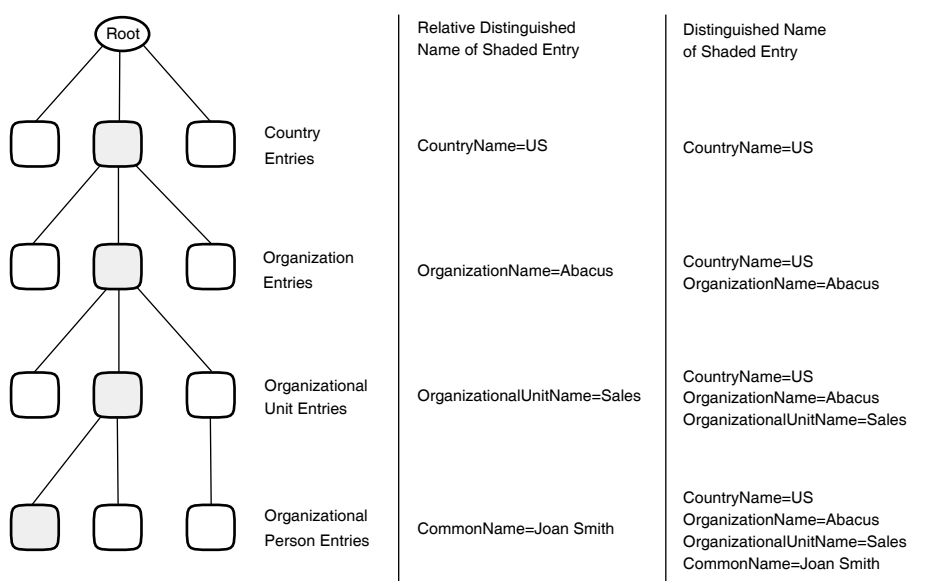 Root
Relative Distinguished
Name of Shaded Entry
Distinguished Name
of Shaded Entry
Country
Entries
CountryName=US
CountryName=US
Organization
Entries
OrganizationName=Abacus
CountryName=US
OrganizationName=Abacus
Organizational
Unit Entries
OrganizationalUnitName=Sales
CountryName=US
OrganizationName=Abacus
OrganizationalUnitName=Sales
Organizational
Person Entries
CommonName=Joan Smith
CountryName=US
OrganizationName=Abacus
OrganizationalUnitName=Sales
CommonName=Joan Smith